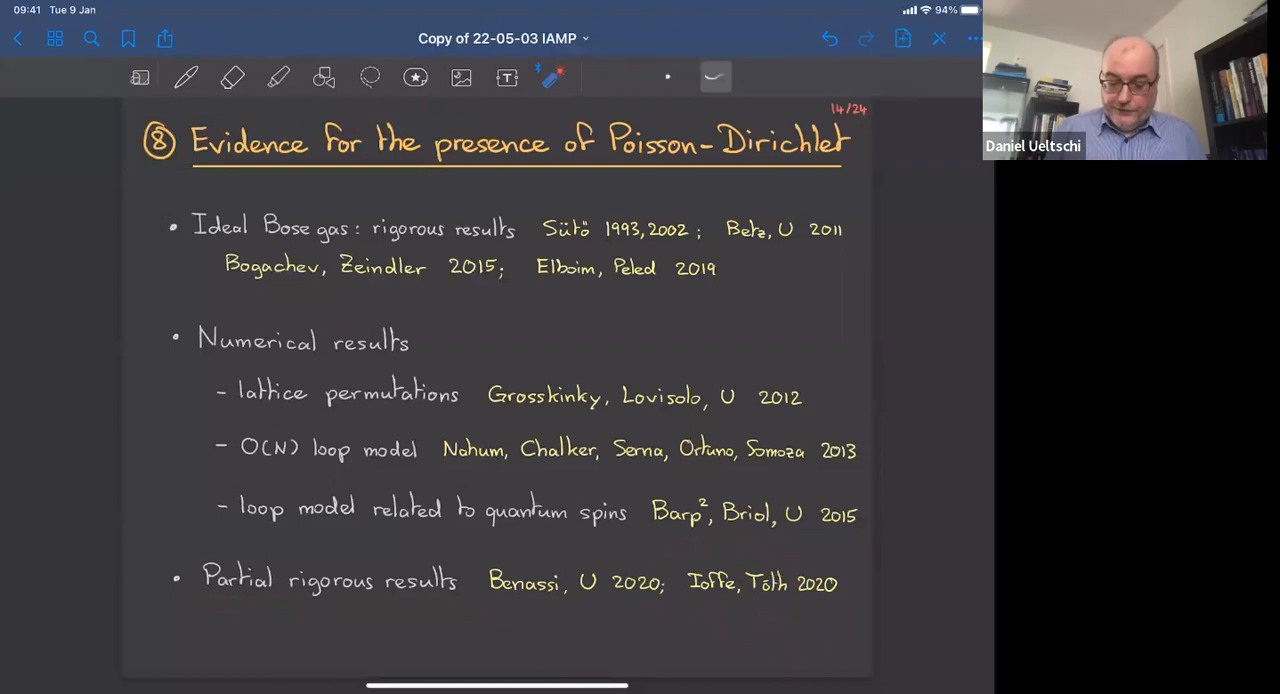 09:41 Tue 9 Jan
94%
Copy of 22-05-03 IAMP
14/24
⑧ Evidence for the presence of Poisson-Dirichlet
• Ideal Bose gas: rigorous results Sütö 1993, 2002; Betz, U 2011
Bogachev, Zeindler 2015; Elboim, Peled 2019
• Numerical results
- lattice permutations Grosskinky, Lovisolo, U 2012
- O(N) loop model Nahum, Chalker, Serna, Ortuno, Somoza 2013
- loop model related to quantum spins Barp², Briol, U 2015
• Partial rigorous results Benassi, U 2020; Ioffe, Tóth 2020
Daniel Ueltschi